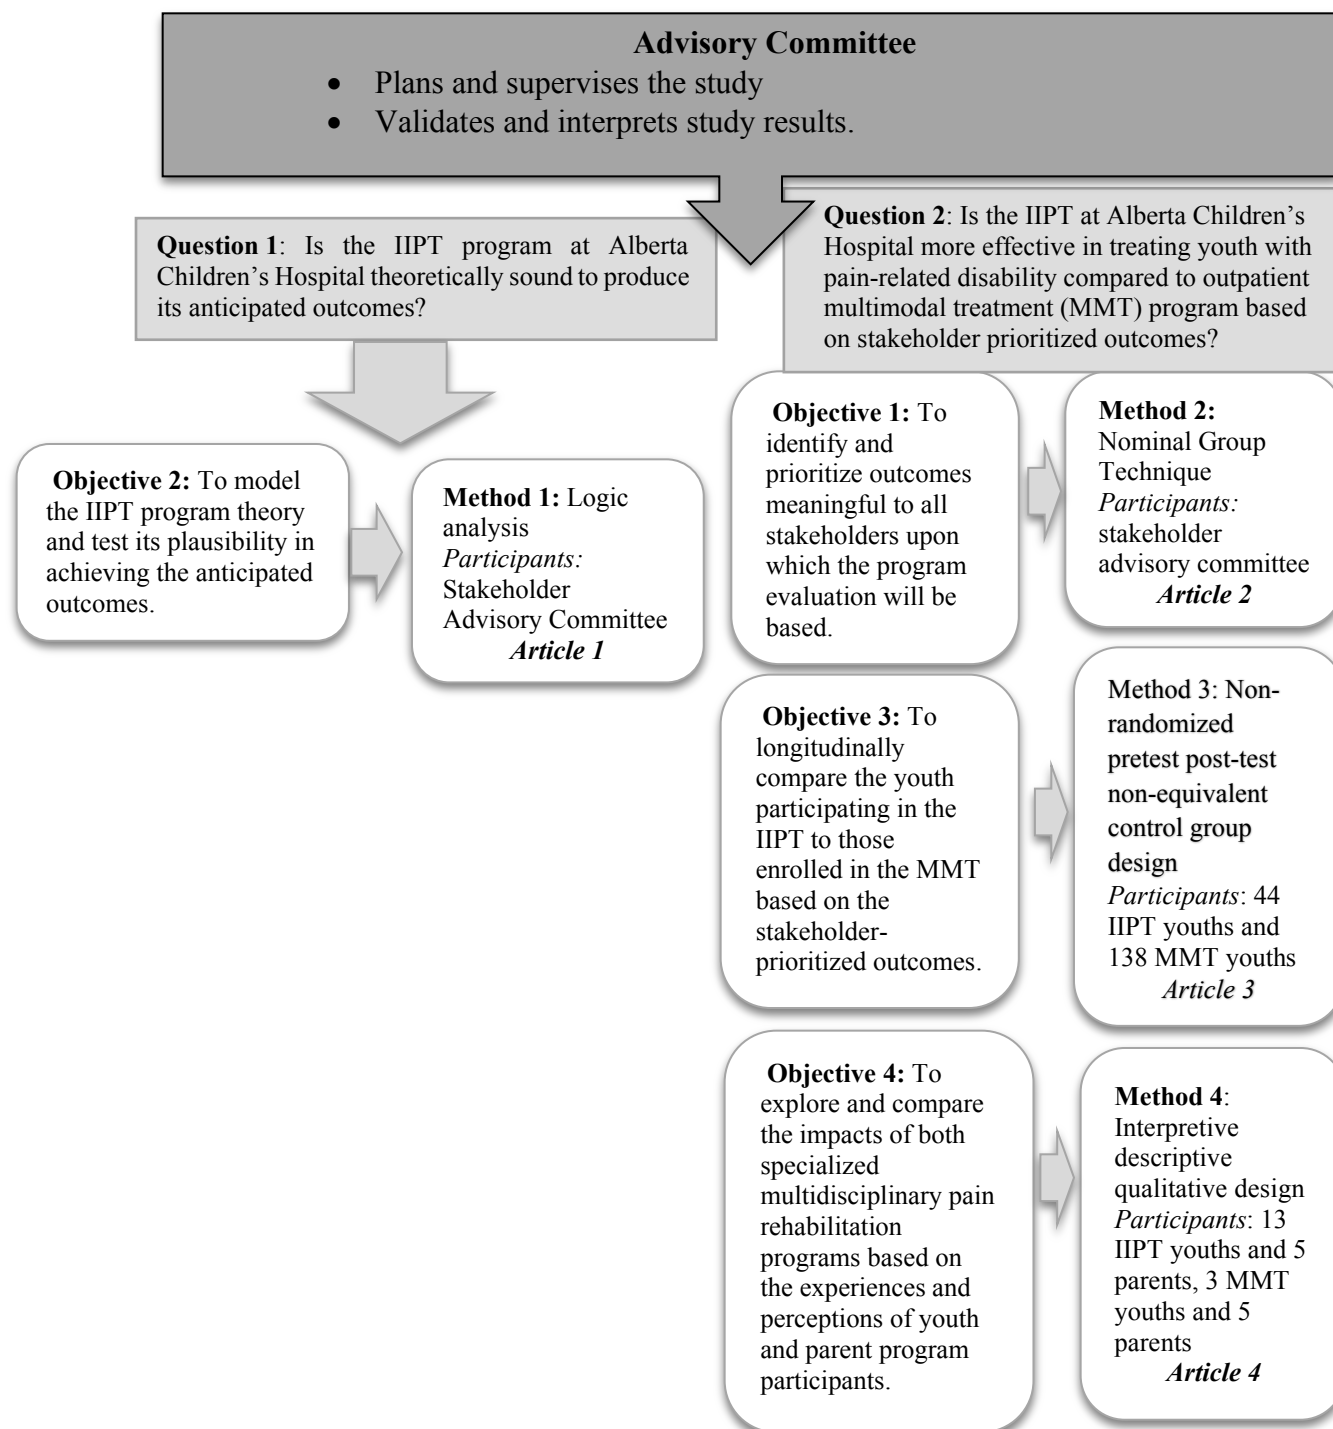 Advisory Committee
• Plans and supervises the study
• Validates and interprets study results.
Question 1: Is the IIPT program at Alberta
Children’s Hospital theoretically sound to produce
its anticipated outcomes?
Question 2: Is the IIPT at Alberta Children’s
Hospital more effective in treating youth with
pain-related disability compared to outpatient
multimodal treatment (MMT) program based
on stakeholder prioritized outcomes?
Objective 2: To model
the IIPT program theory
and test its plausibility in
achieving the anticipated
outcomes.
Method 1: Logic
analysis
Participants:
Stakeholder
Advisory Committee
Article 1
Objective 1: To
identify and
prioritize outcomes
meaningful to all
stakeholders upon
which the program
evaluation will be
based.
Method 2:
Nominal Group
Technique
Participants:
stakeholder
advisory committee
Article 2
Objective 3: To
longitudinally
compare the youth
participating in the
IIPT to those
enrolled in the MMT
based on the
stakeholder-
prioritized outcomes.
Method 3: Non-
randomized
pretest post-test
non-equivalent
control group
design
Participants: 44
IIPT youths and
138 MMT youths
Article 3
Objective 4: To
explore and compare
the impacts of both
specialized
multidisciplinary pain
rehabilitation
programs based on
the experiences and
perceptions of youth
and parent program
participants.
Method 4:
Interpretive
descriptive
qualitative design
Participants: 13
IIPT youths and 5
parents, 3 MMT
youths and 5
parents
Article 4